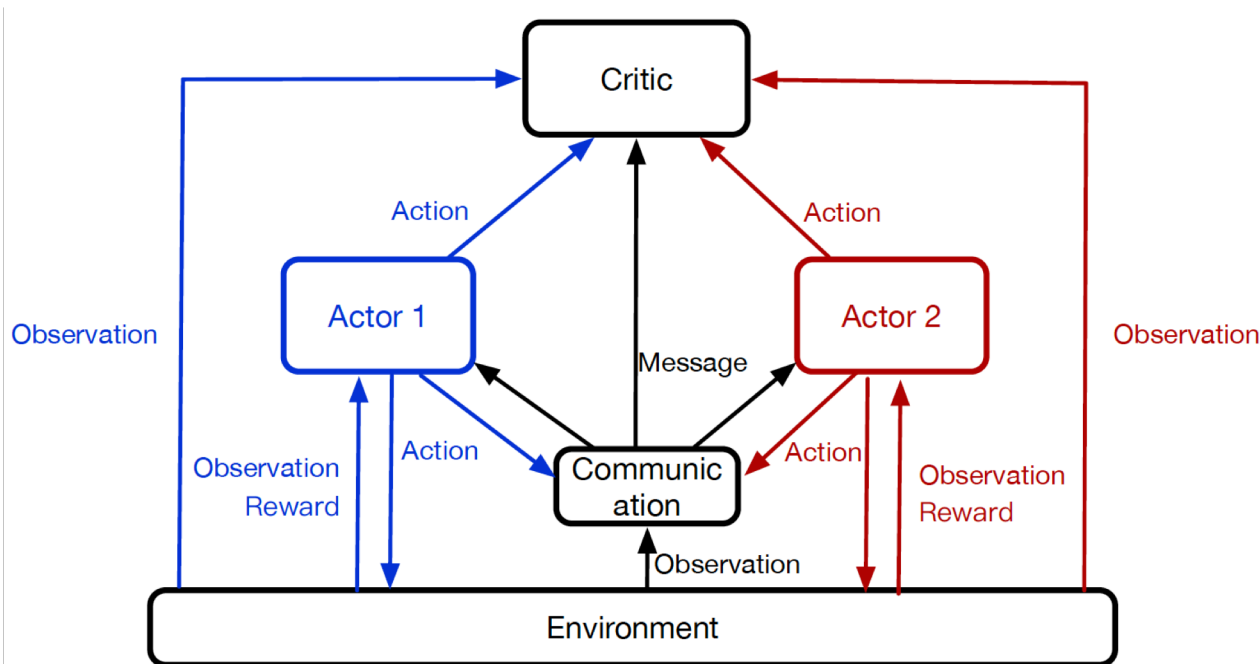 Critic
Action
Action
Actor 1
Actor 2
Observation
Observation
Message
Action
Action
Observation
Reward
Communic
ation
Observation
Reward
Observation
Environment